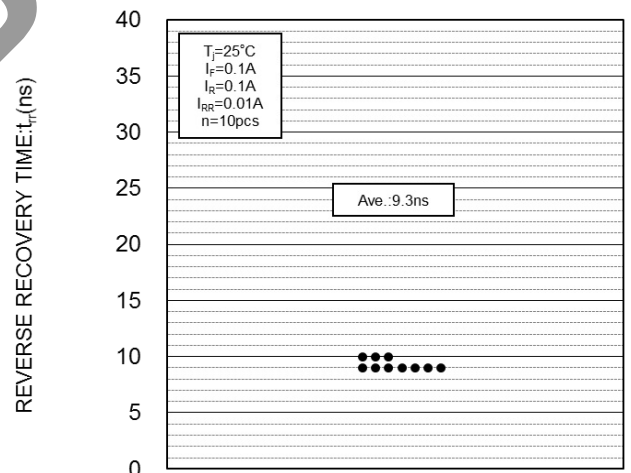 REVERSE RECOVERY TIME:trr(ns)
40
35
30
25
20
15
10
5
0
Tj=25°C
IF=0.1A
IR=0.1A
IRR=0.01A
n=10pcs
Ave.:9.3ns